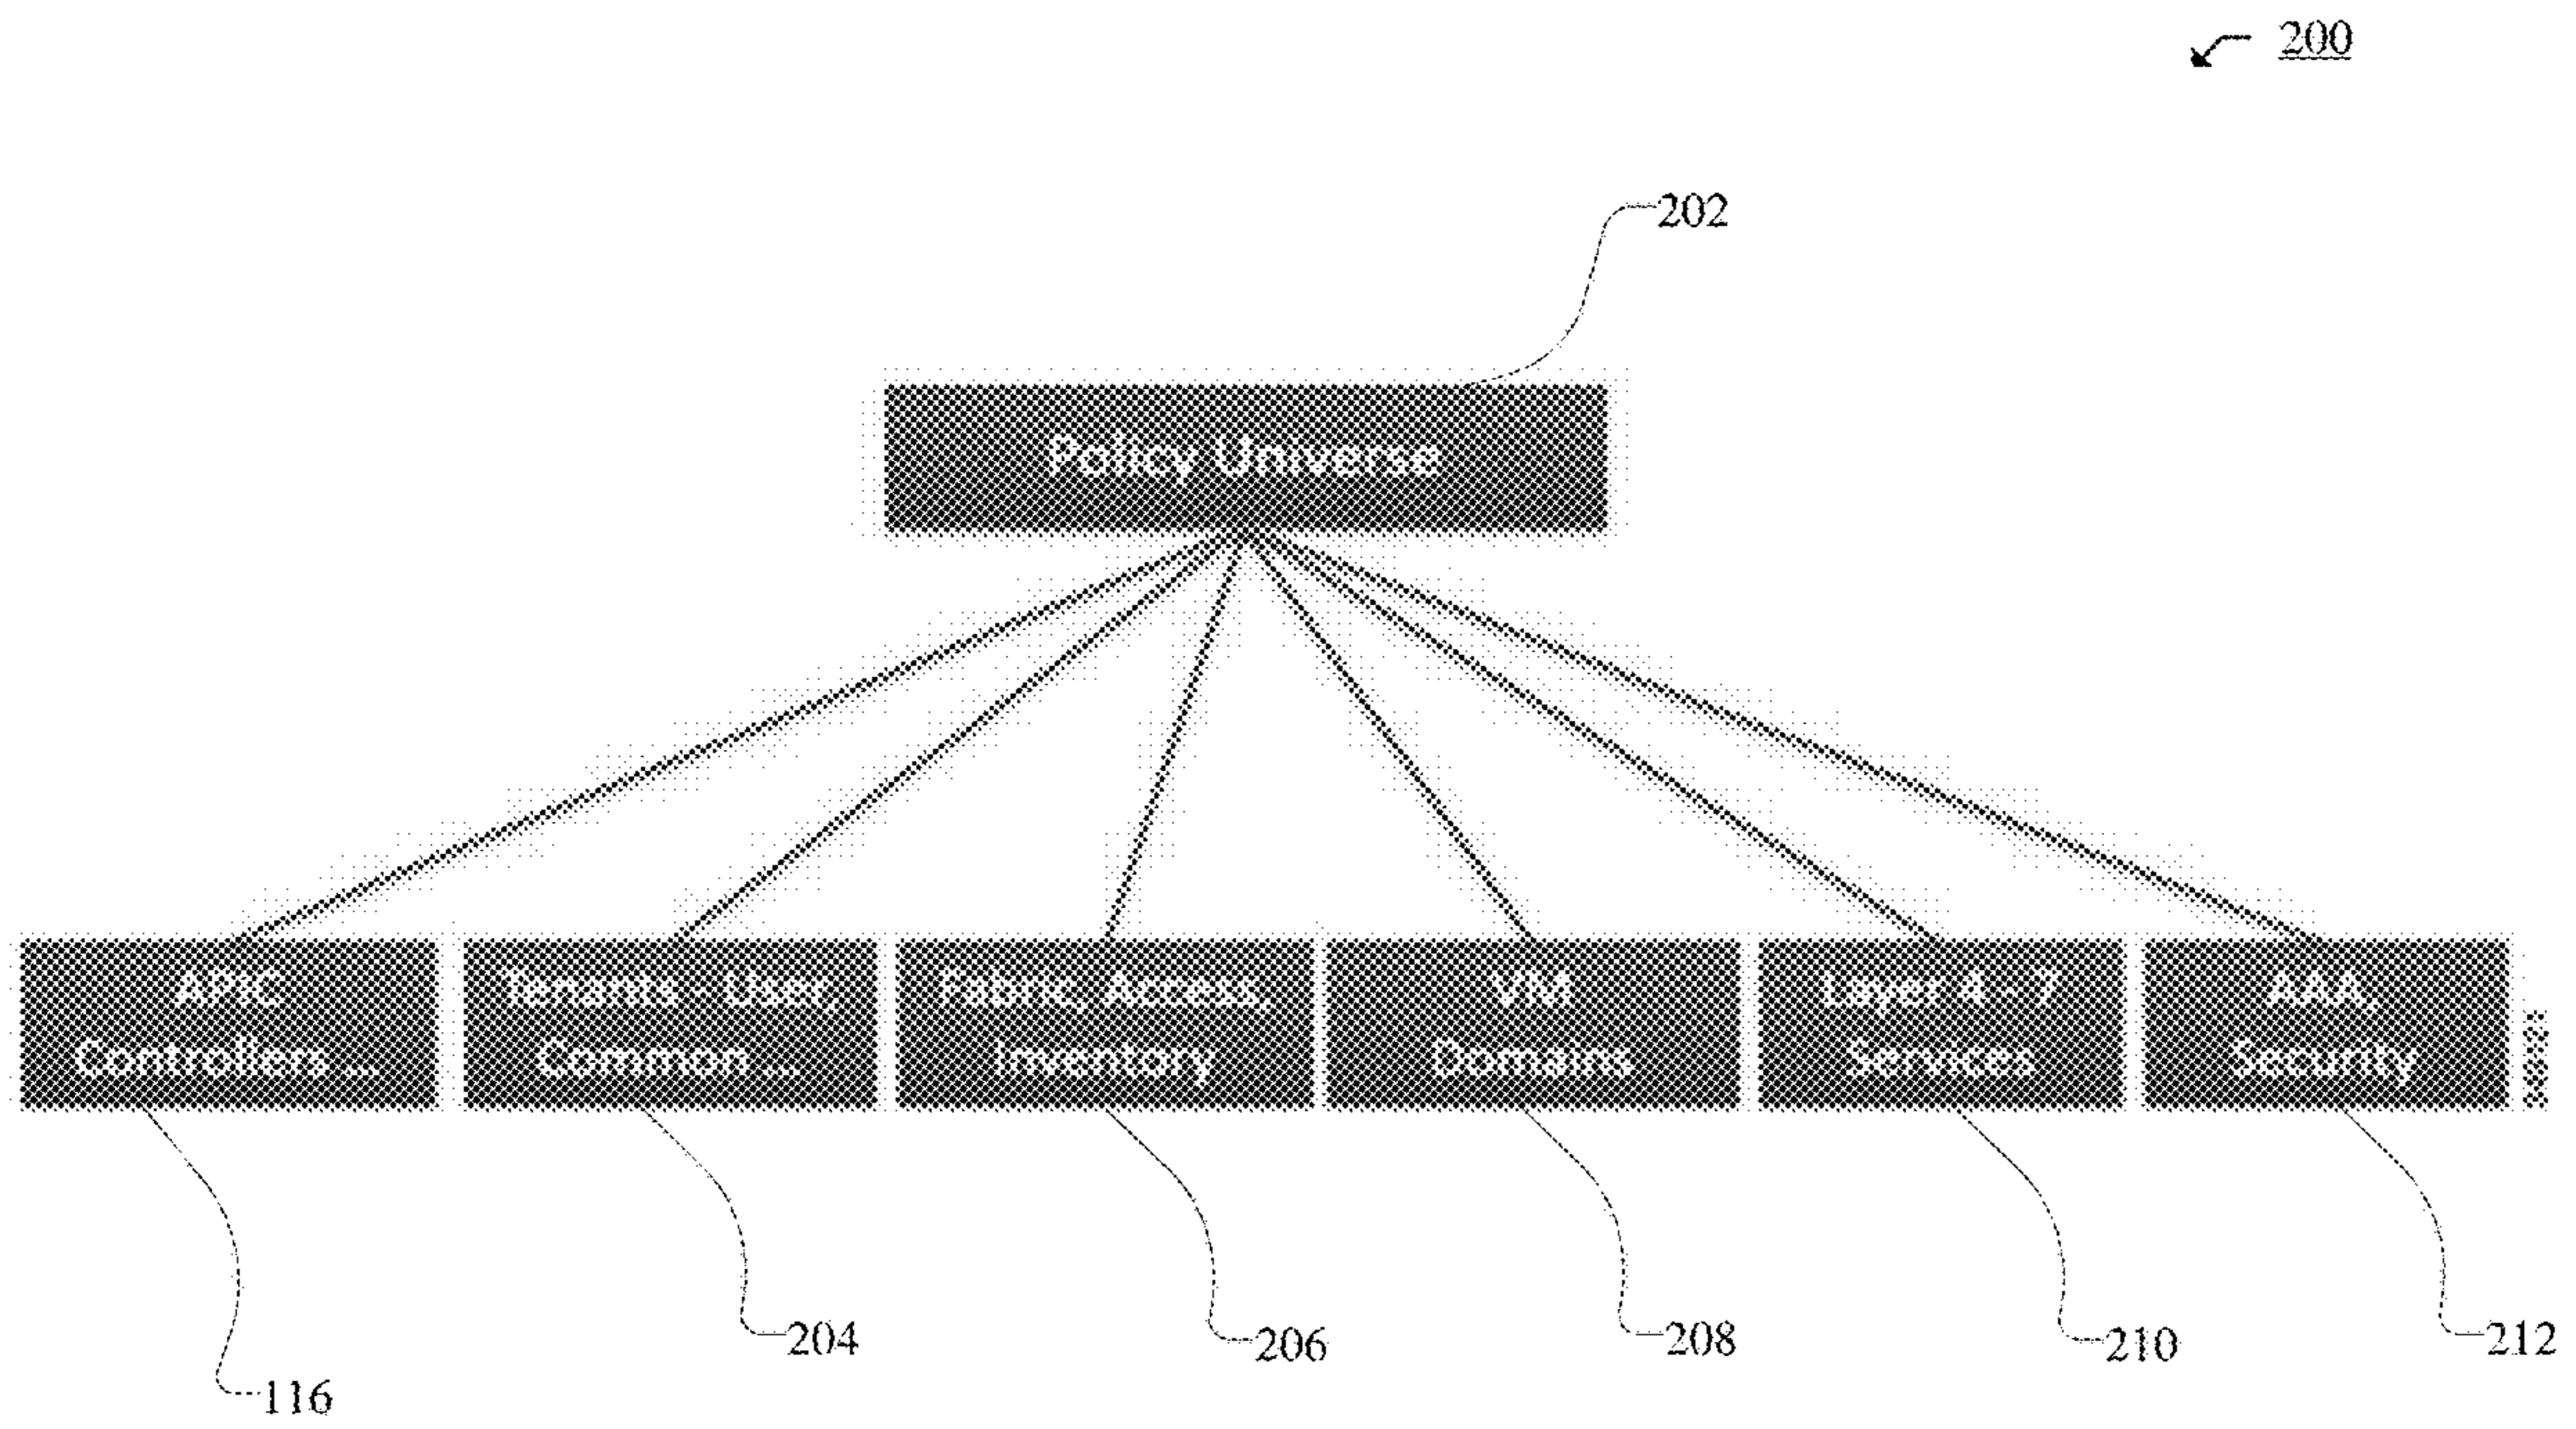 200
202
Policy Universe
APIC
Controllers ...
Tenants - User,
Common ...
Fabric, Access,
Inventory
VM
Domains
Layer 4 - 7
Services
AAA,
Security
204
206
208
210
212
116